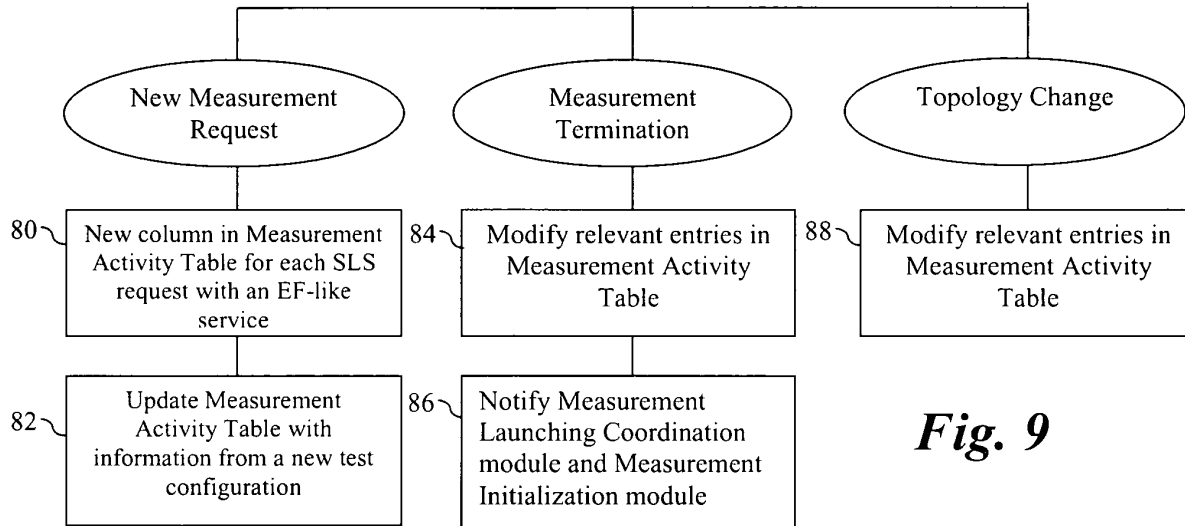 New Measurement
Request
Measurement
Termination
Topology Change
80
New column in Measurement
Activity Table for each SLS
request with an EF-like
service
84
Modify relevant entries in
Measurement Activity
Table
88
Modify relevant entries in
Measurement Activity
Table
82
Update Measurement
Activity Table with
information from a new test
configuration
86
Notify Measurement
Launching Coordination
module and Measurement
Initialization module
Fig. 9